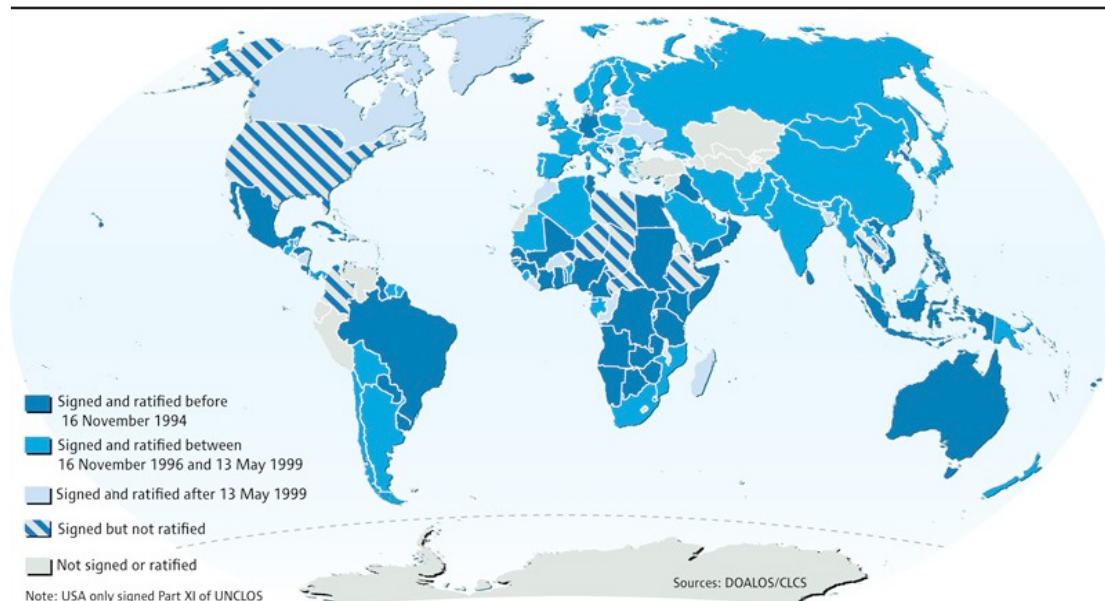 Signed and ratified before
16 November 1994
Signed and ratified between
16 November 1996 and 13 May 1999
Signed and ratified after 13 May 1999
Signed but not ratified
Not signed or ratified
Note: USA only signed Part XI of UNCLOS
Sources: DOALOS/CLCS